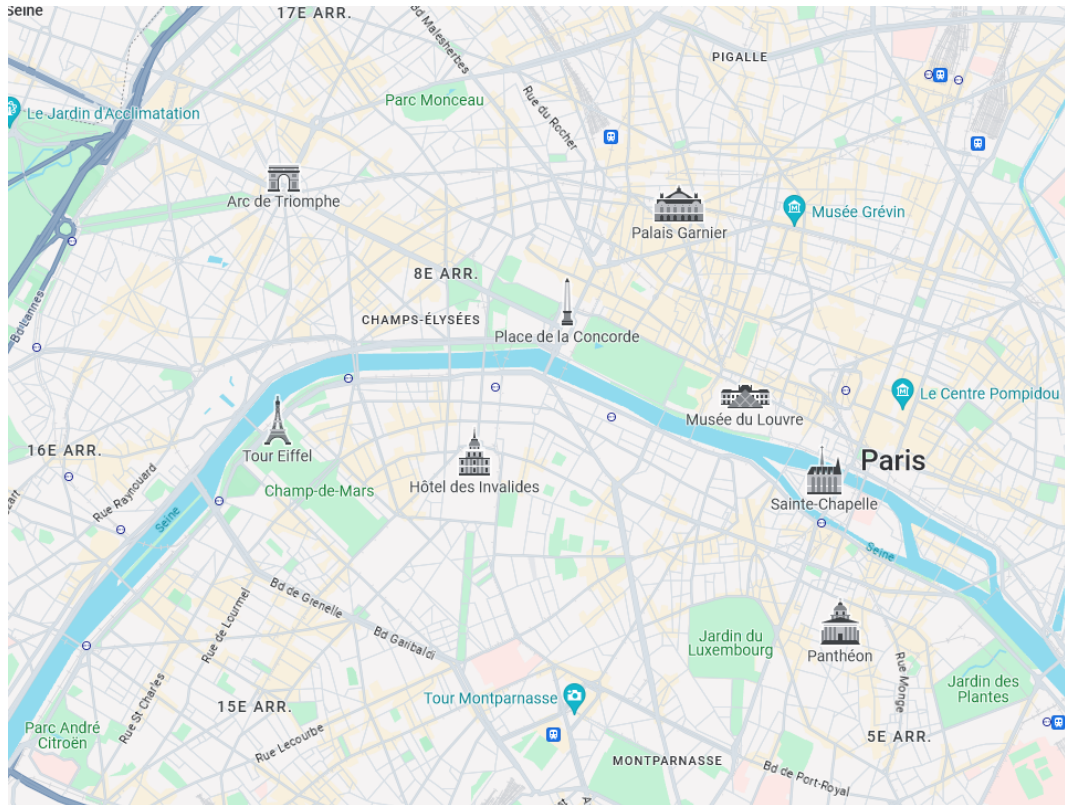 Seine
17E ARR.
Bd Malesherbes
PIGALLE
Parc Monceau
Rue du Rocher
Le Jardin d'Acclimatation
Arc de Triomphe
Musée Grévin
Palais Garnier
8E ARR.
Bd Lannes
CHAMPS-ÉLYSÉES
Place de la Concorde
Le Centre Pompidou
Musée du Louvre
16E ARR.
Tour Eiffel
Paris
Hôtel des Invalides
Champ-de-Mars
Rue Raynouard
Sainte-Chapelle
Seine
Seine
Bd de Grenelle
Rue de Lourmel
Bd Garibaldi
Jardin du
Luxembourg
Panthéon
Rue Monge
Jardin des
Plantes
Tour Montparnasse
Rue St Charles
15E ARR.
Parc André
Citroën
Rue Lecourbe
5E ARR.
MONTPARNASSE
Bd de Port-Royal